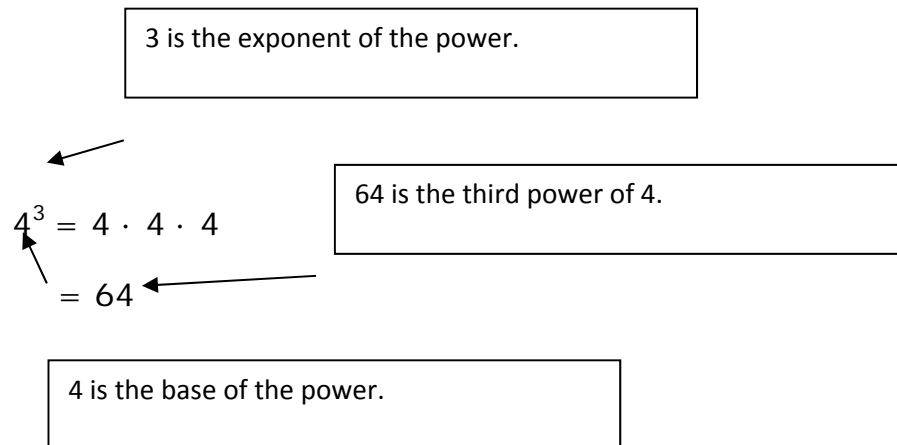 3 is the exponent of the power.
64 is the third power of 4.
4³ = 4 · 4 · 4
= 64
4 is the base of the power.